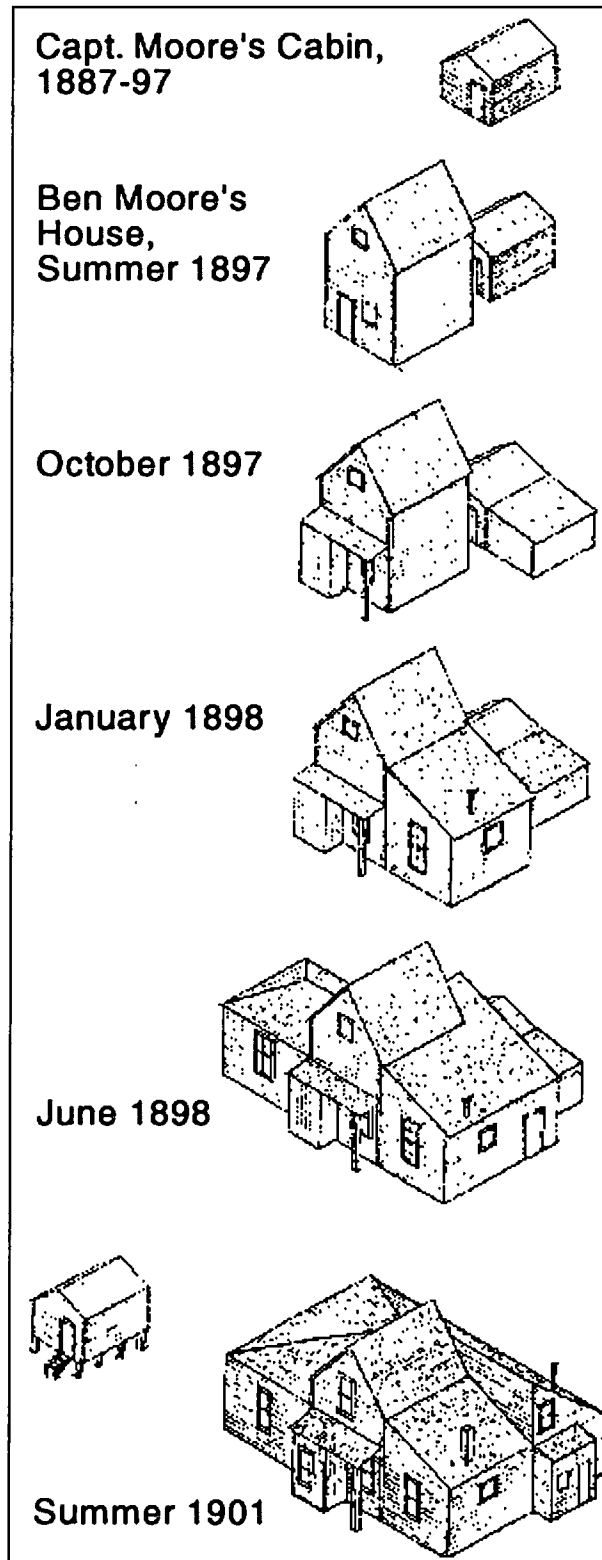 Capt. Moore's Cabin,
1887-97
Ben Moore's
House,
Summer 1897
October 1897
January 1898
June 1898
Summer 1901